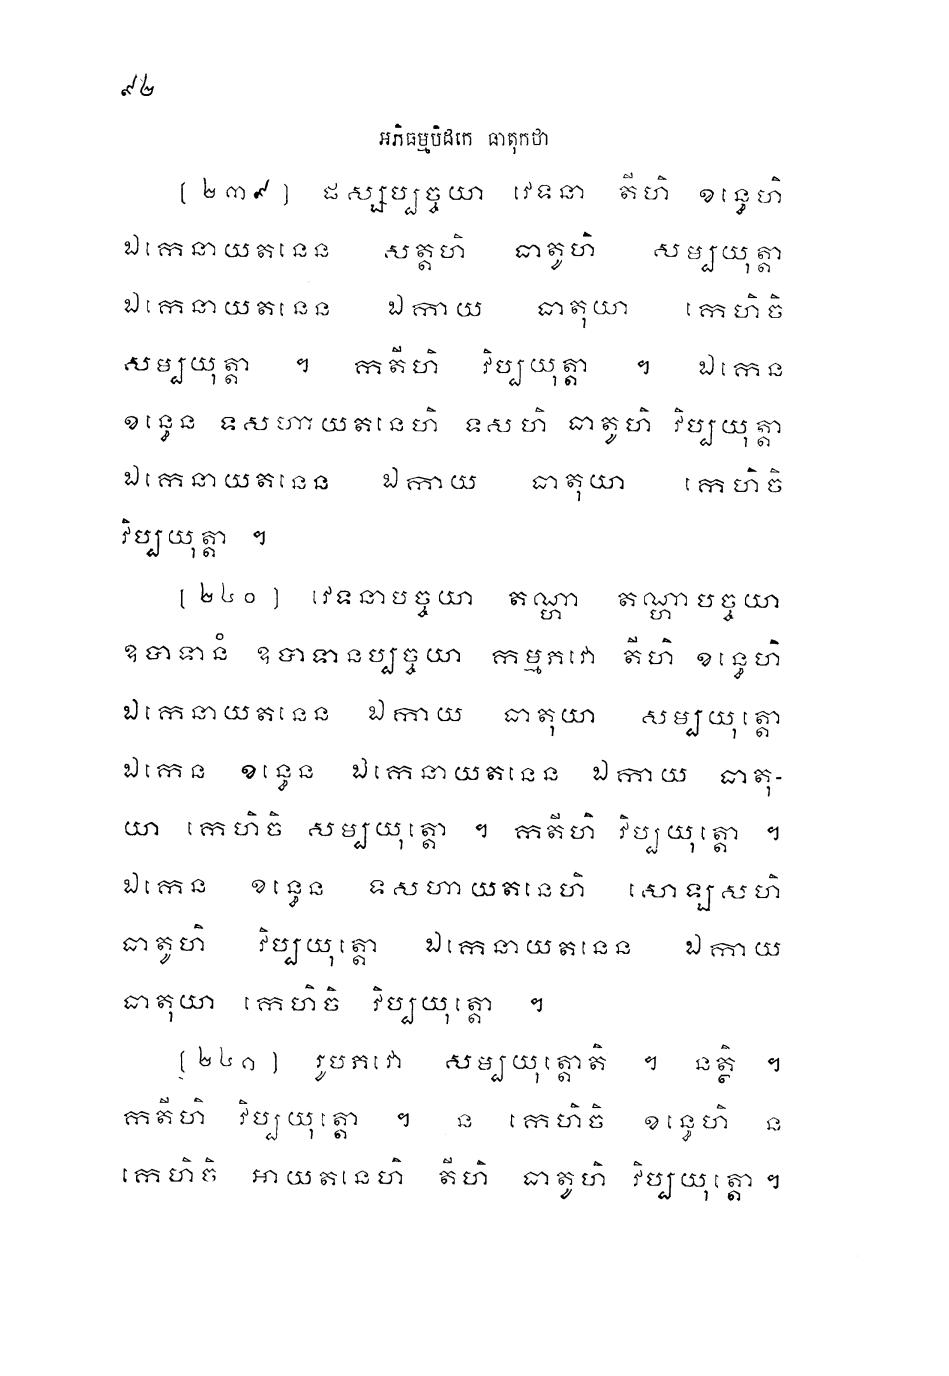 ៩២
អភិធម្មបិដកេ ធាតុកថា
[២៣៩] ផស្សប្បច្ចយា វេទនា តីហិ ខន្ធេហិ
ឯកេនាយតនេន សត្តហិ ធាតូហិ សម្បយុត្តា
ឯកេនាយតនេន ឯកាយ ធាតុយា កេហិចិ
សម្បយុត្តា ។ កតីហិ វិប្បយុត្តា ។ ឯកេន
ខន្ធេន ទសហាយតនេហិ ទសហិ ធាតូហិ វិប្បយុត្តា
ឯកេនាយតនេន ឯកាយ ធាតុយា កេហិចិ
វិប្បយុត្តា ។
[២៤០] វេទនាបច្ចយា តណ្ហា តណ្ហាបច្ចយា
ឧបាទានំ ឧបាទានប្បច្ចយា កម្មភវោ តីហិ ខន្ធេហិ
ឯកេនាយតនេន ឯកាយ ធាតុយា សម្បយុត្តោ
ឯកេន ខន្ធេន ឯកេនាយតនេន ឯកាយ ធាតុ-
យា កេហិចិ សម្បយុត្តោ ។ កតីហិ វិប្បយុត្តោ ។
ឯកេន ខន្ធេន ទសហាយតនេហិ សោឡសហិ
ធាតូហិ វិប្បយុត្តោ ឯកេនាយតនេន ឯកាយ
ធាតុយា កេហិចិ វិប្បយុត្តោ ។
[២៤១] រូបភវោ សម្បយុត្តោតិ ។ នត្ថិ ។
កតីហិ វិប្បយុត្តោ ។ ន កេហិចិ ខន្ធេហិ ន
កេហិចិ អាយតនេហិ តីហិ ធាតូហិ វិប្បយុត្តោ ។